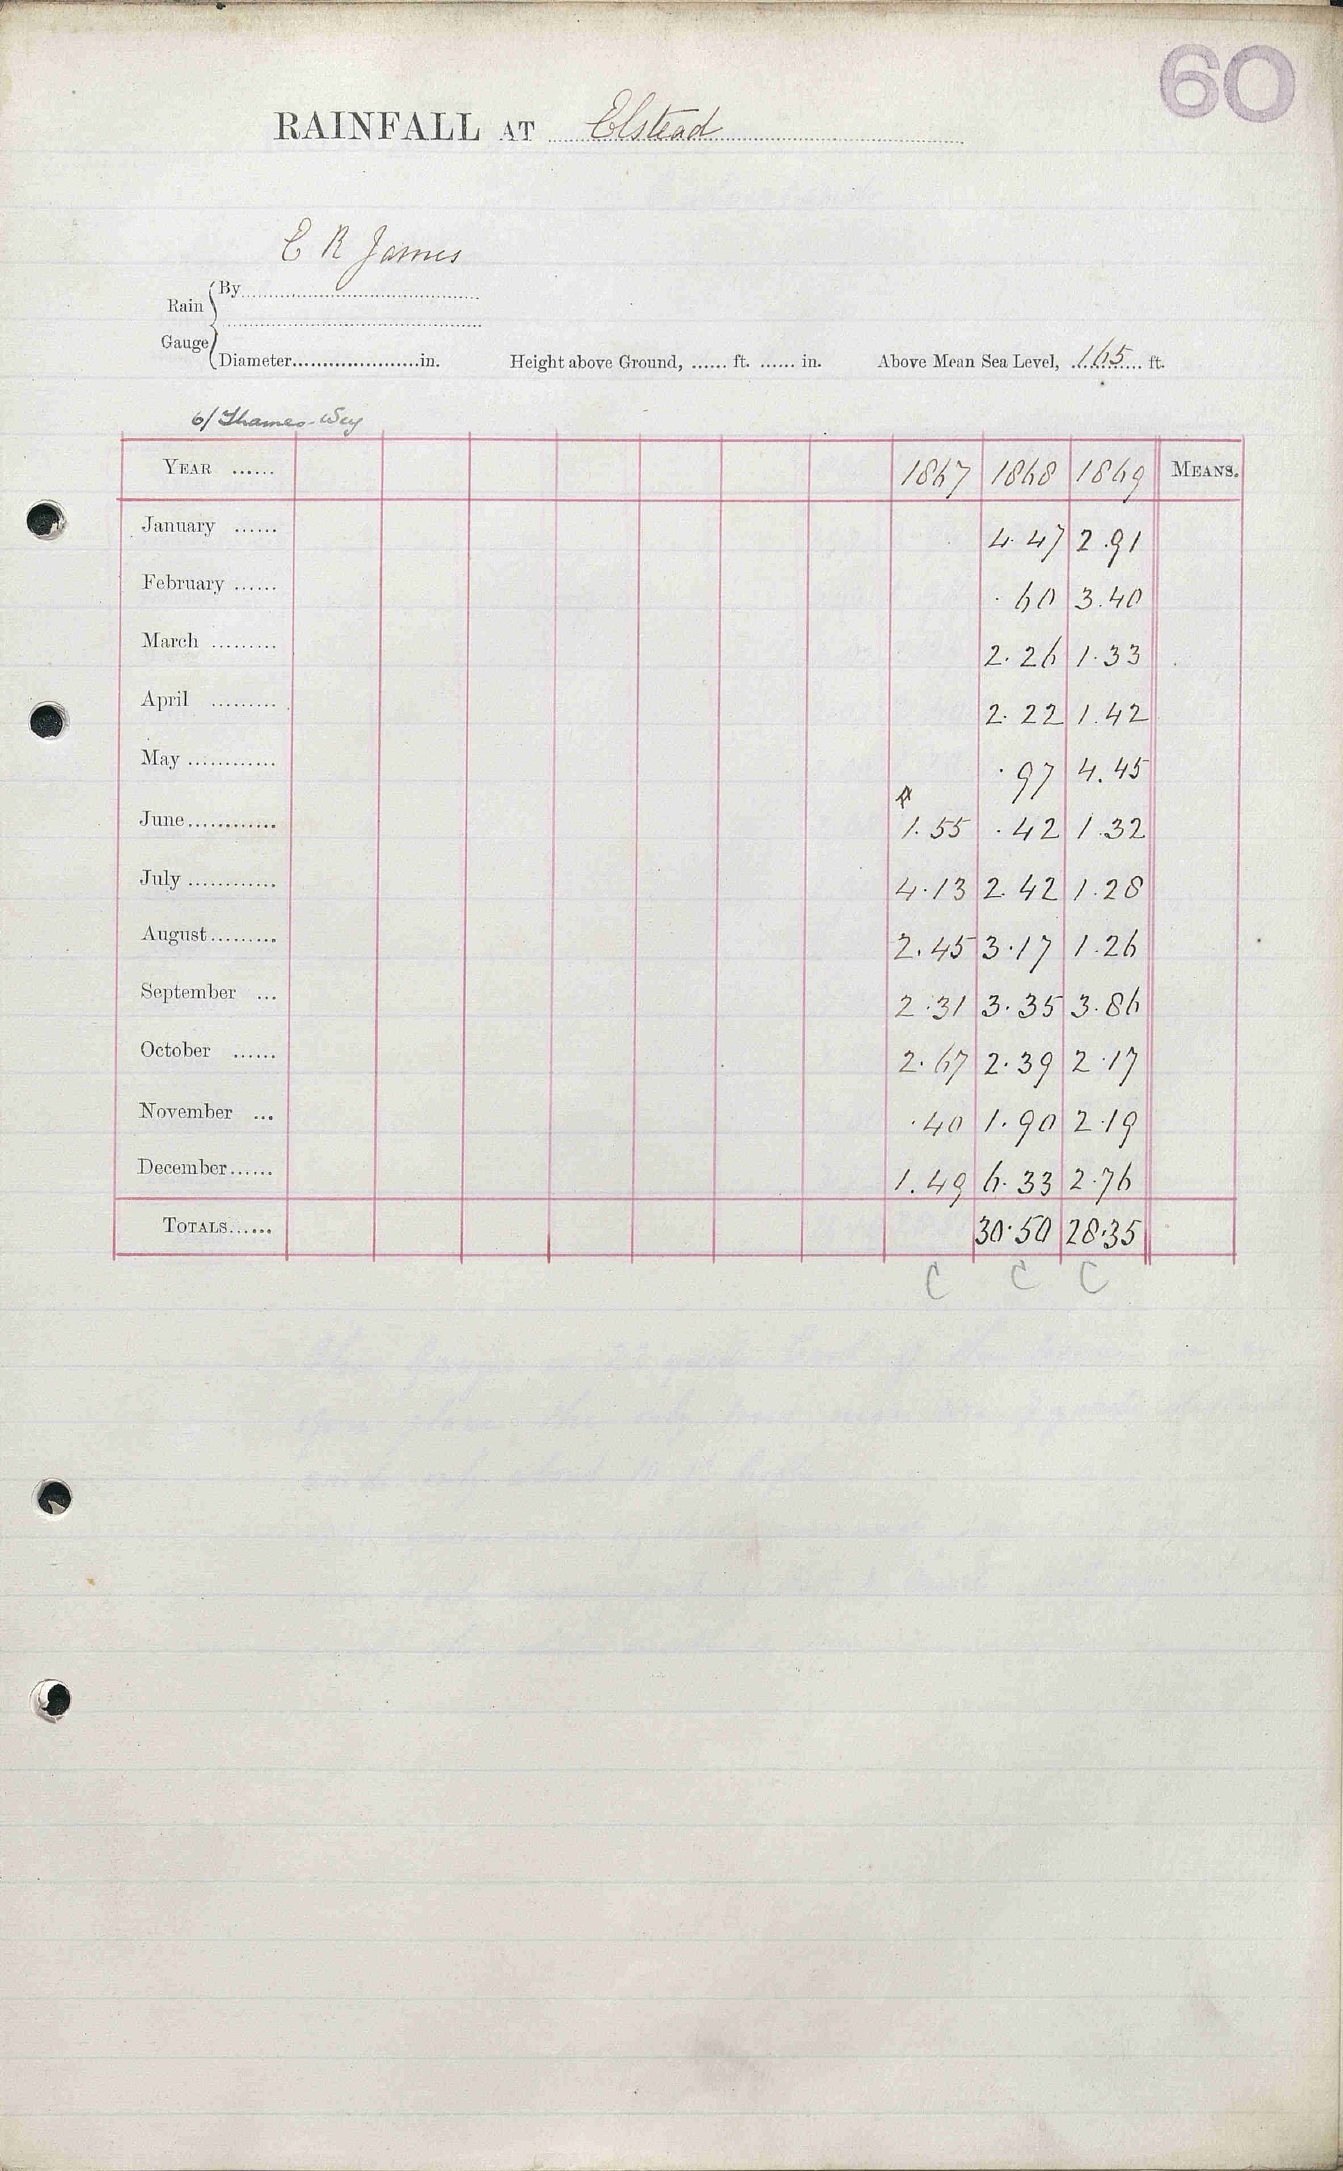 60
RAINFALL AT Elstead
C R James
Rain Gauge { By
Diameter in. Height above Ground, ft. in. Above Mean Sea Level, 165 ft.
6/ Thames-Wey
YEAR 1867 1868 1869 MEANS.
January 4.47 2.91
February .60 3.40
March 2.26 1.33
April 2.22 1.42
May .97 4.45
June 1.55 .42 1.32
July 4.13 2.42 1.28
August 2.45 3.17 1.26
September 2.31 3.35 3.86
October 2.67 2.39 2.17
November .40 1.90 2.19
December 1.49 6.33 2.76
TOTALS 30.50 28.35
C C C